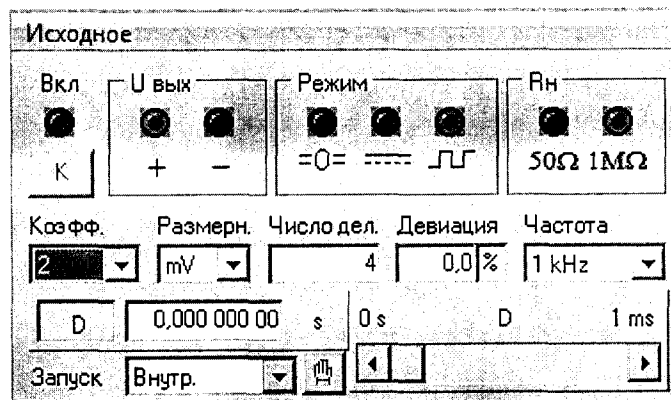 Исходное
Вкл U вых Режим Rн
+ − =0= 50Ω 1MΩ
K
Коэфф. Размерн. Число дел. Девиация Частота
2 mV 4 0,0 % 1 kHz
D 0,000 000 00 s 0 s D 1 ms
Запуск Внутр.